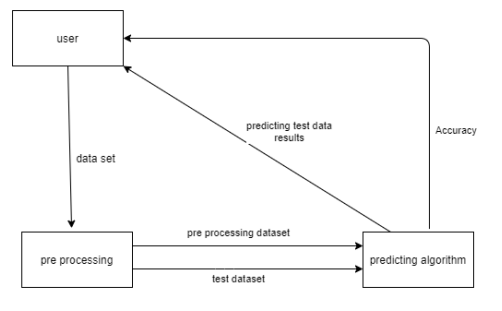 user
predicting test data
results
Accuracy
data set
pre processing dataset
pre processing
predicting algorithm
test dataset